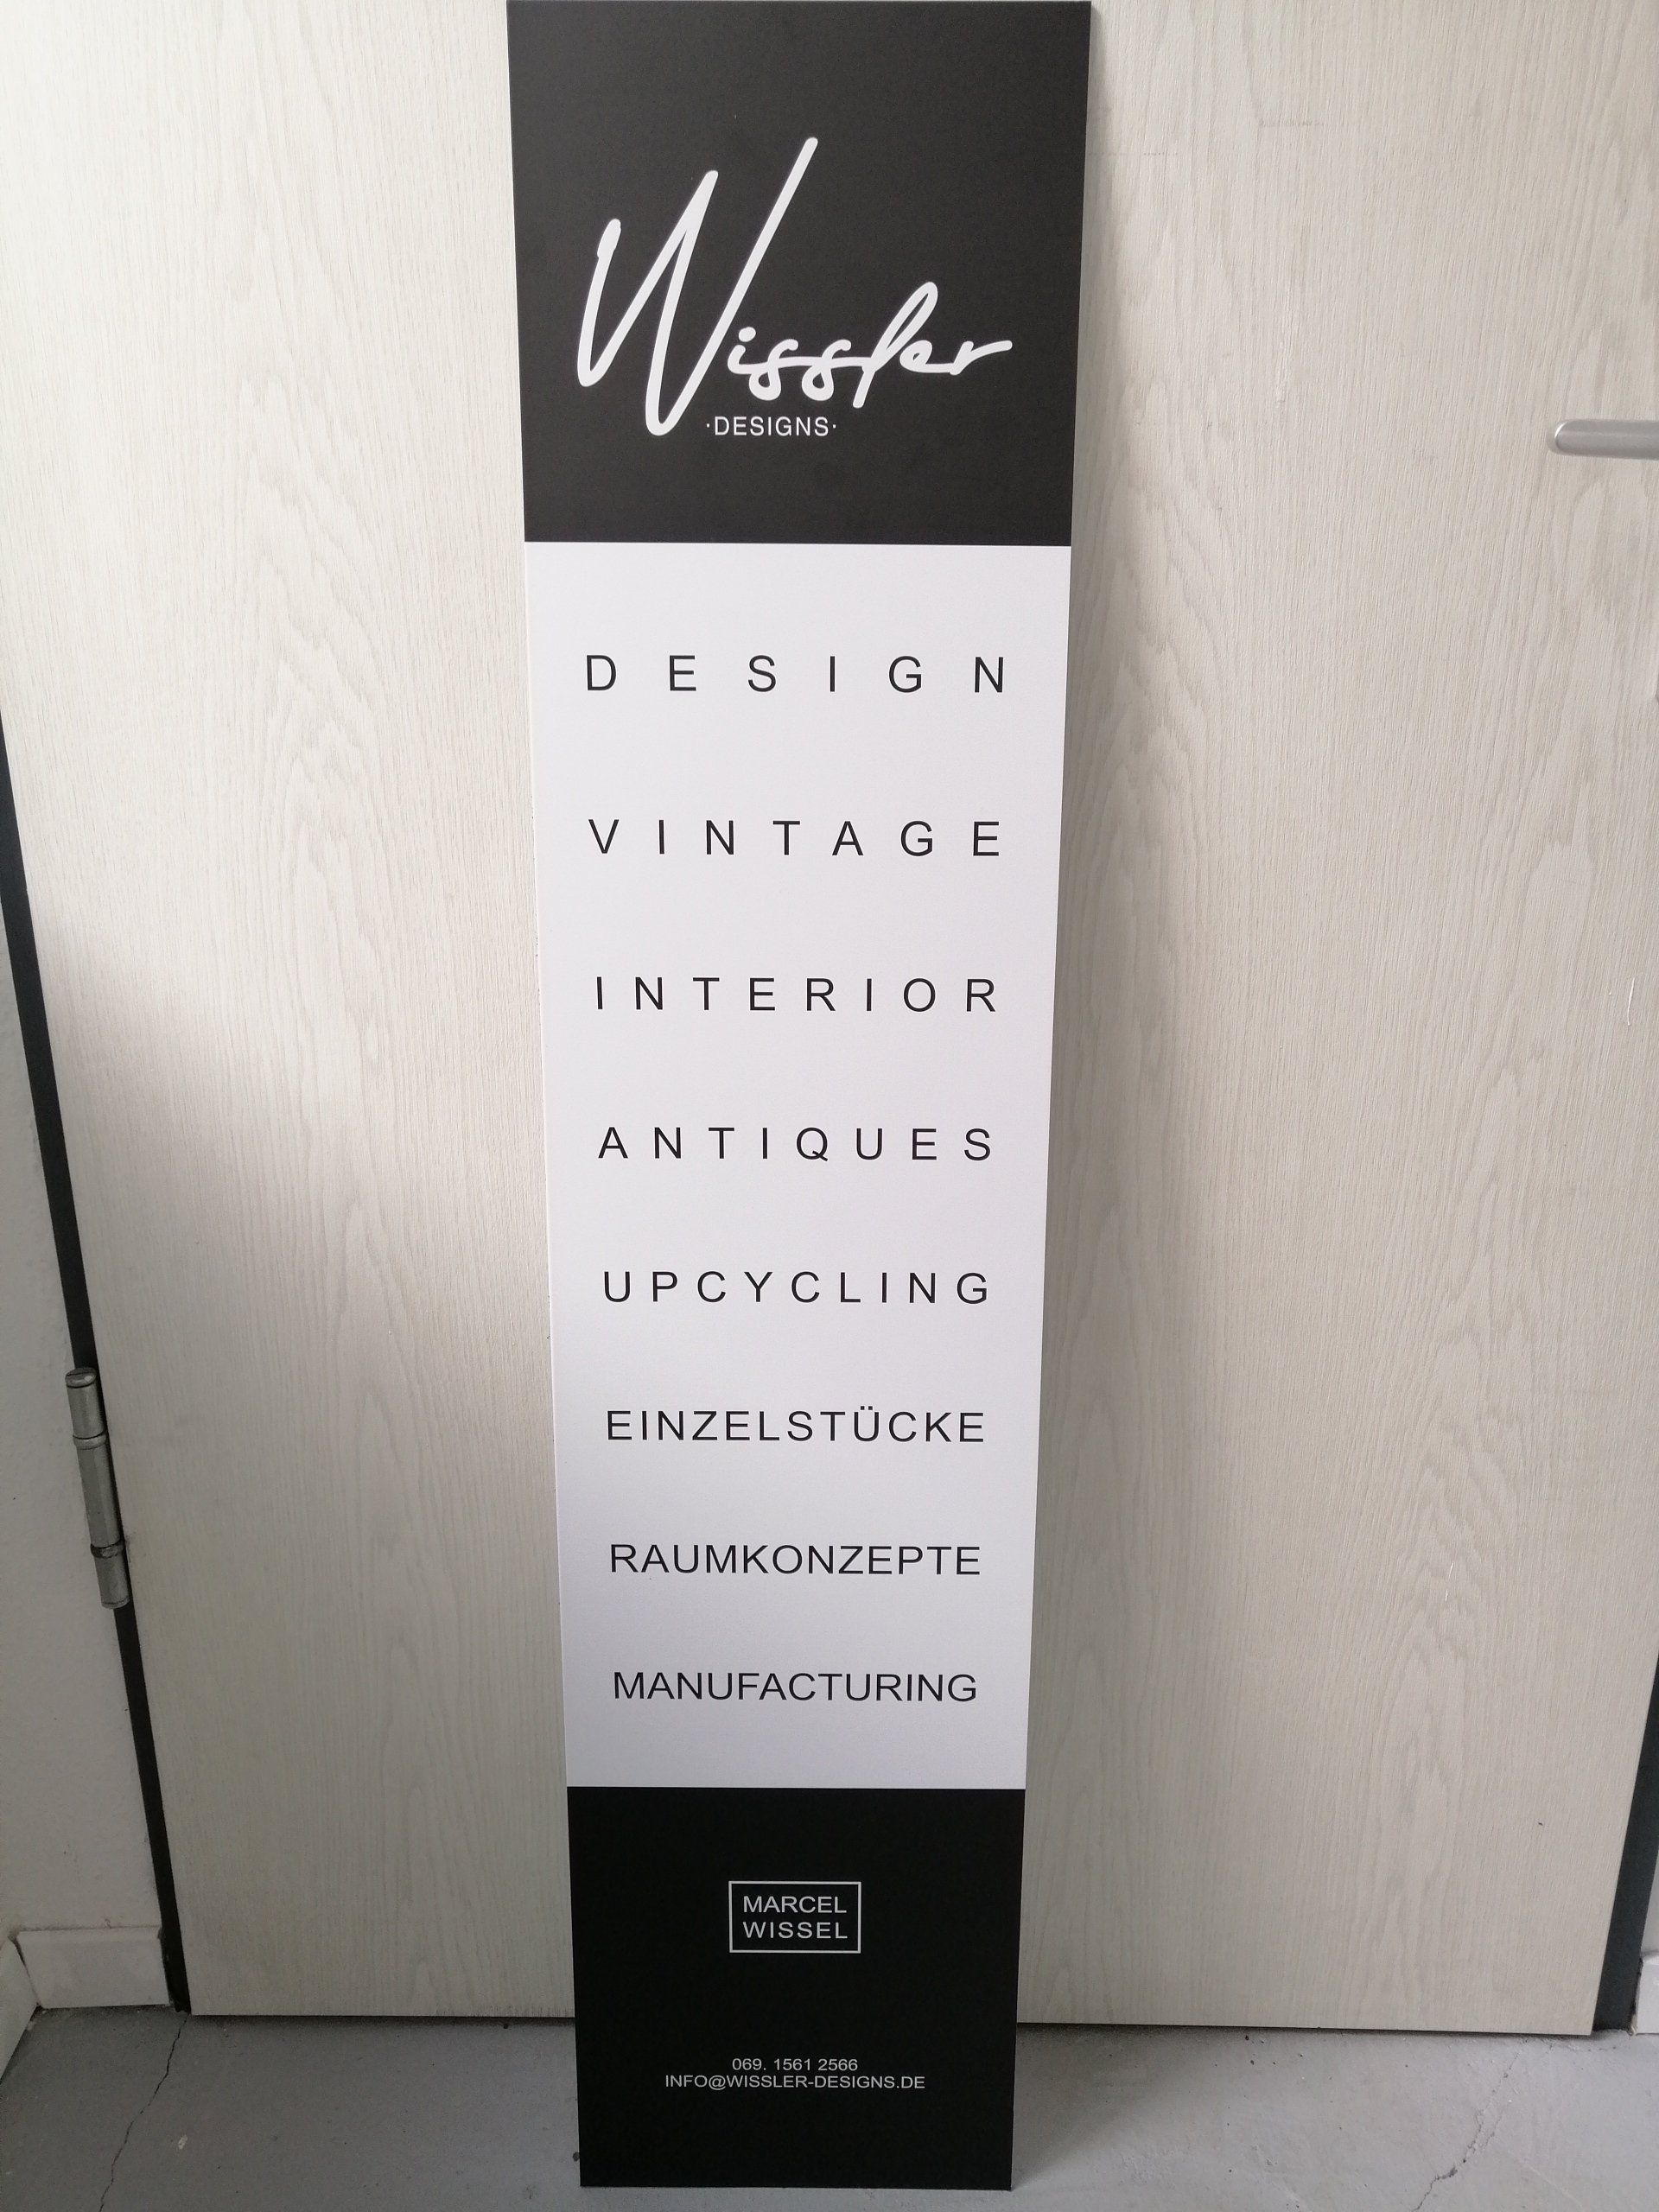 Wissler
·DESIGNS·
DESIGN
VINTAGE
INTERIOR
ANTIQUES
UPCYCLING
EINZELSTÜCKE
RAUMKONZEPTE
MANUFACTURING
MARCEL
WISSEL
069. 1561 2566
INFO@WISSLER-DESIGNS.DE